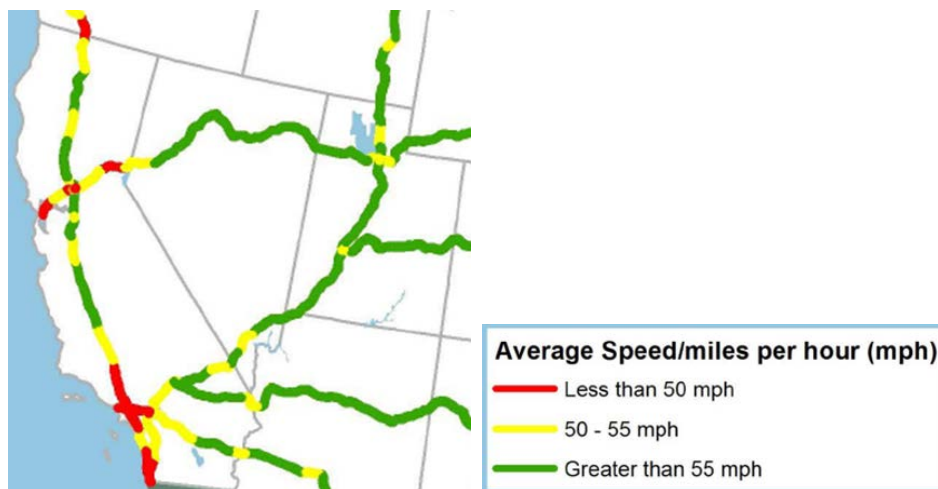 Average Speed/miles per hour (mph)
Less than 50 mph
50 - 55 mph
Greater than 55 mph